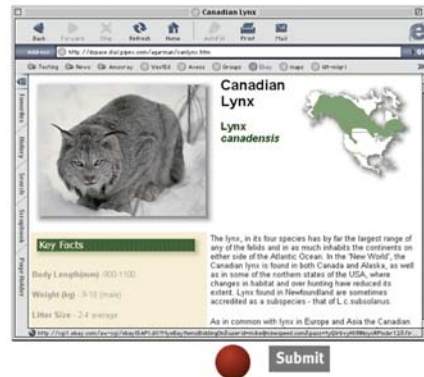 Canadian Lynx
Back Forward Stop Refresh Home AutoFill Print Mail
Address
Favorites
History
Search
Scrapbook
Page Holder
Canadian
Lynx
Lynx
canadensis
Key Facts
Body Length(mm) -800-1100
Weight (kg) - 8-18 (male)
Litter Size - 2-4 average
The lynx, in its four species has by far the largest range of
any of the felids and in as much inhabits the continents on
either side of the Atlantic Ocean. In the 'New World', the
Canadian lynx is found in both Canada and Alaska, as well
as in some of the northern states of the USA, where
changes in habitat and over hunting have reduced its
extent. Lynx found in Newfoundland are sometimes
accredited as a subspecies - that of L.c.subsolanus.
As in common with lynx in Europe and Asia the Canadian
Submit